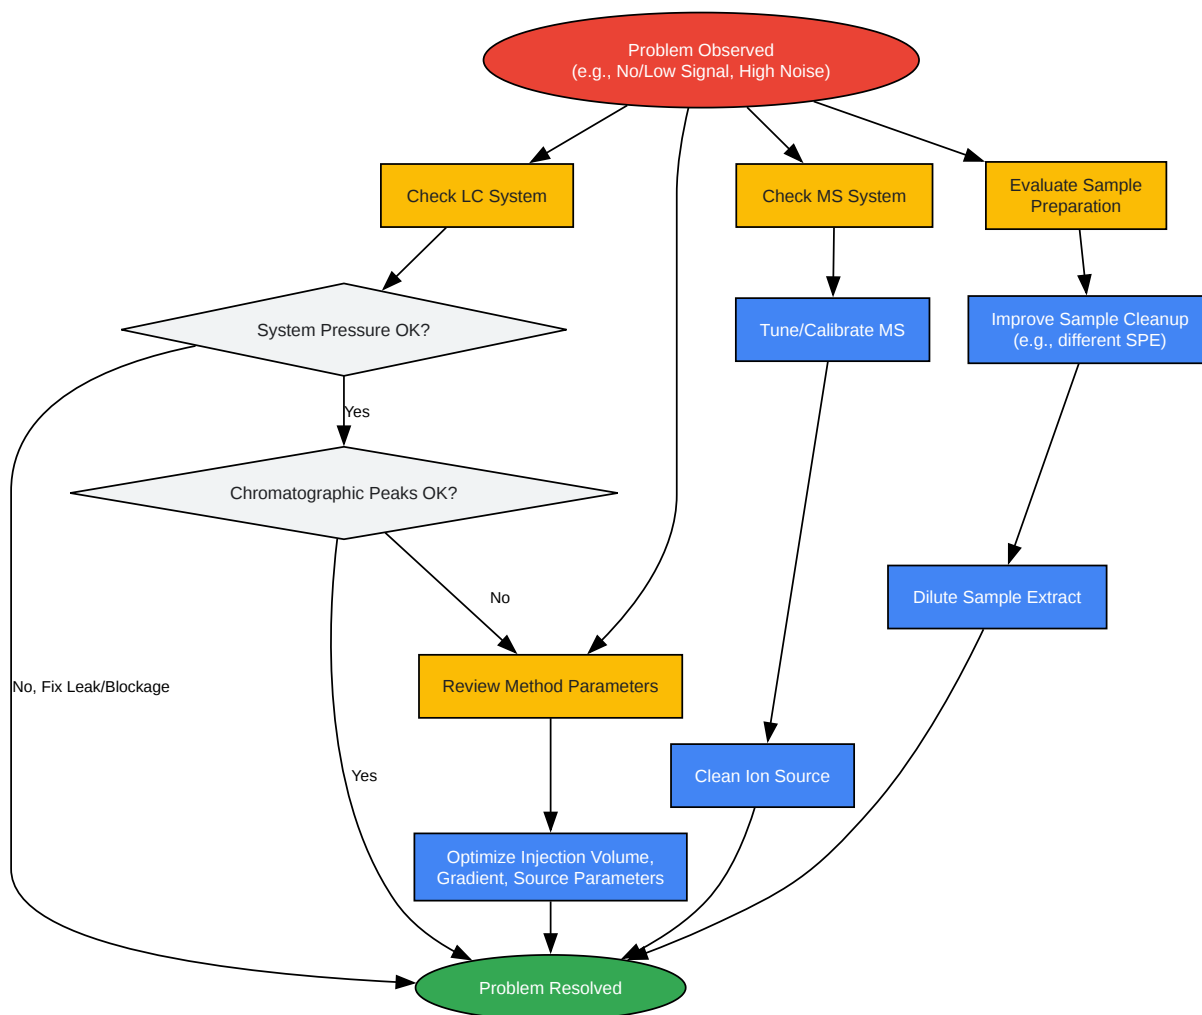 Problem Observed
(e.g., No/Low Signal, High Noise)
Check LC System
Check MS System
Evaluate Sample
Preparation
System Pressure OK?
Tune/Calibrate MS
Improve Sample Cleanup
(e.g., different SPE)
Yes
Chromatographic Peaks OK?
No
Dilute Sample Extract
No, Fix Leak/Blockage
Review Method Parameters
Yes
Clean Ion Source
Optimize Injection Volume,
Gradient, Source Parameters
Problem Resolved